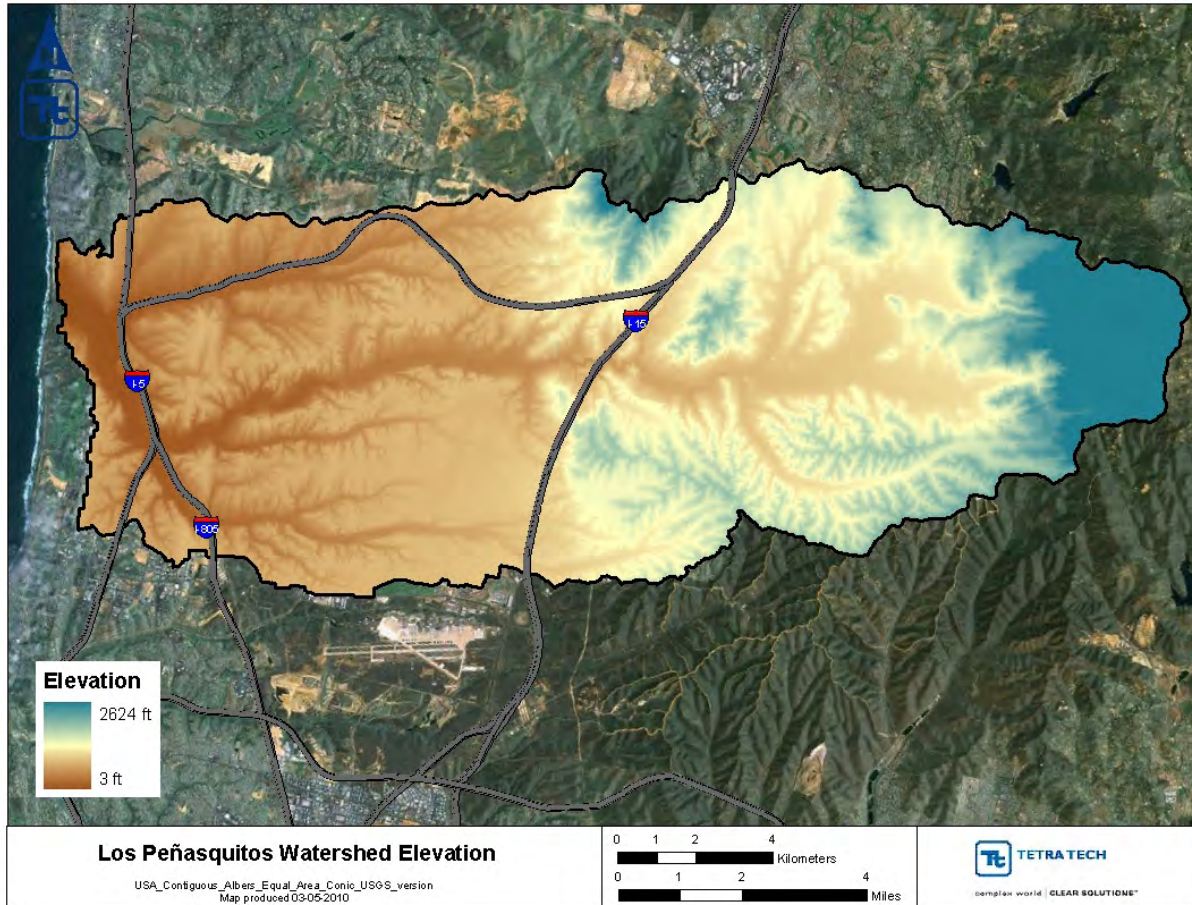 N
Tt
I-15
I-5
I-805
Elevation
2624 ft
3 ft
Los Peñasquitos Watershed Elevation
USA_Contiguous_Albers_Equal_Area_Conic_USGS_version
Map produced 03-05-2010
0 1 2 4
Kilometers
0 1 2 4
Miles
Tt TETRA TECH
complex world | CLEAR SOLUTIONS™